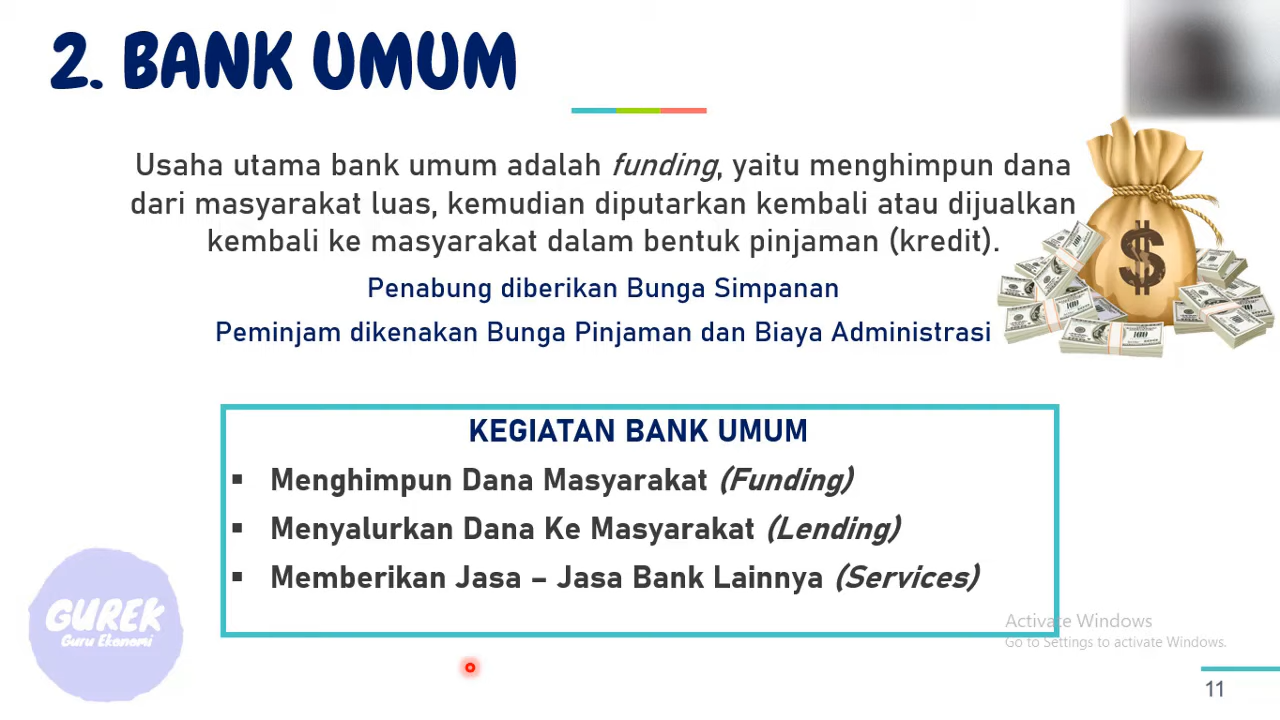 2. BANK UMUM
Usaha utama bank umum adalah funding, yaitu menghimpun dana
dari masyarakat luas, kemudian diputarkan kembali atau dijualkan
kembali ke masyarakat dalam bentuk pinjaman (kredit).
Penabung diberikan Bunga Simpanan
Peminjam dikenakan Bunga Pinjaman dan Biaya Administrasi
$
KEGIATAN BANK UMUM
▪ Menghimpun Dana Masyarakat (Funding)
▪ Menyalurkan Dana Ke Masyarakat (Lending)
▪ Memberikan Jasa – Jasa Bank Lainnya (Services)
GUREK
Guru Ekonomi
Activate Windows
Go to Settings to activate Windows.
11